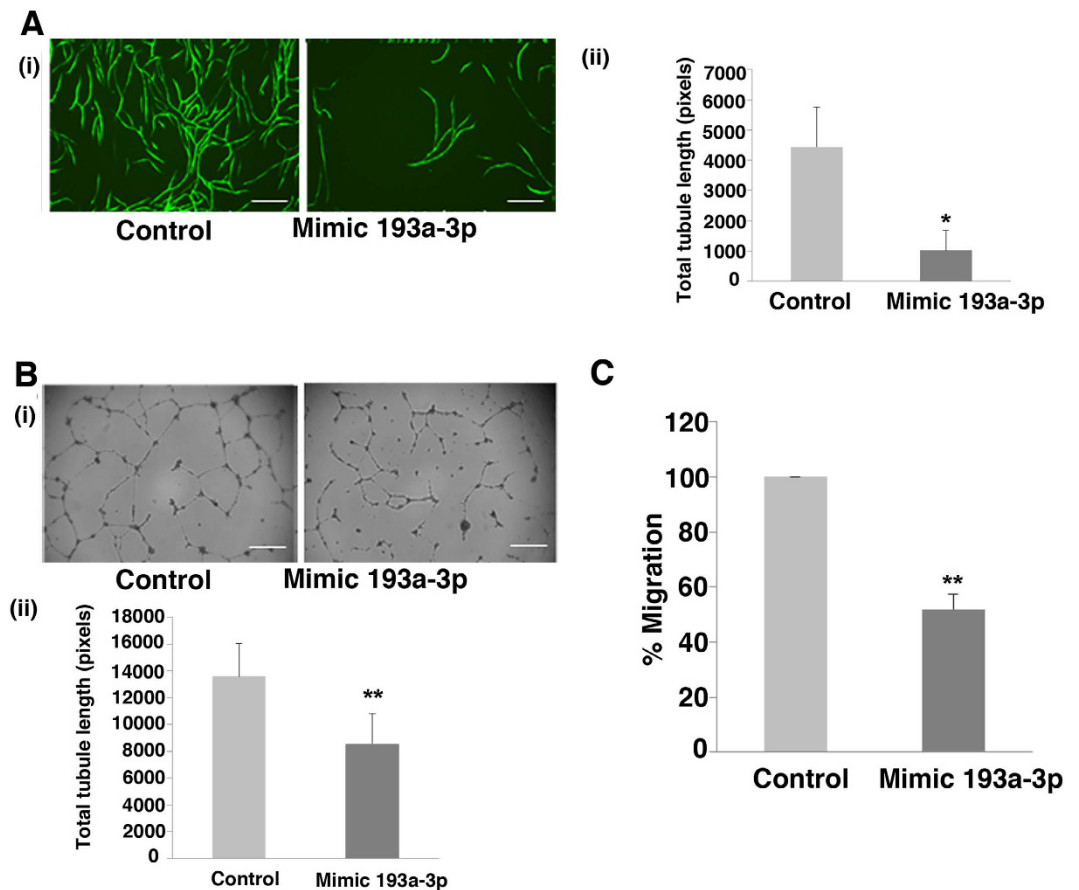 A
(i)
Control Mimic 193a-3p
(ii)
Total tubule length (pixels)
7000
6000
5000
4000
3000
2000
1000
0
*
Control Mimic 193a-3p
B
(i)
Control Mimic 193a-3p
(ii)
Total tubule length (pixels)
18000
16000
14000
12000
10000
8000
6000
4000
2000
0
**
Control Mimic 193a-3p
C
% Migration
120
100
80
60
40
20
0
**
Control Mimic 193a-3p